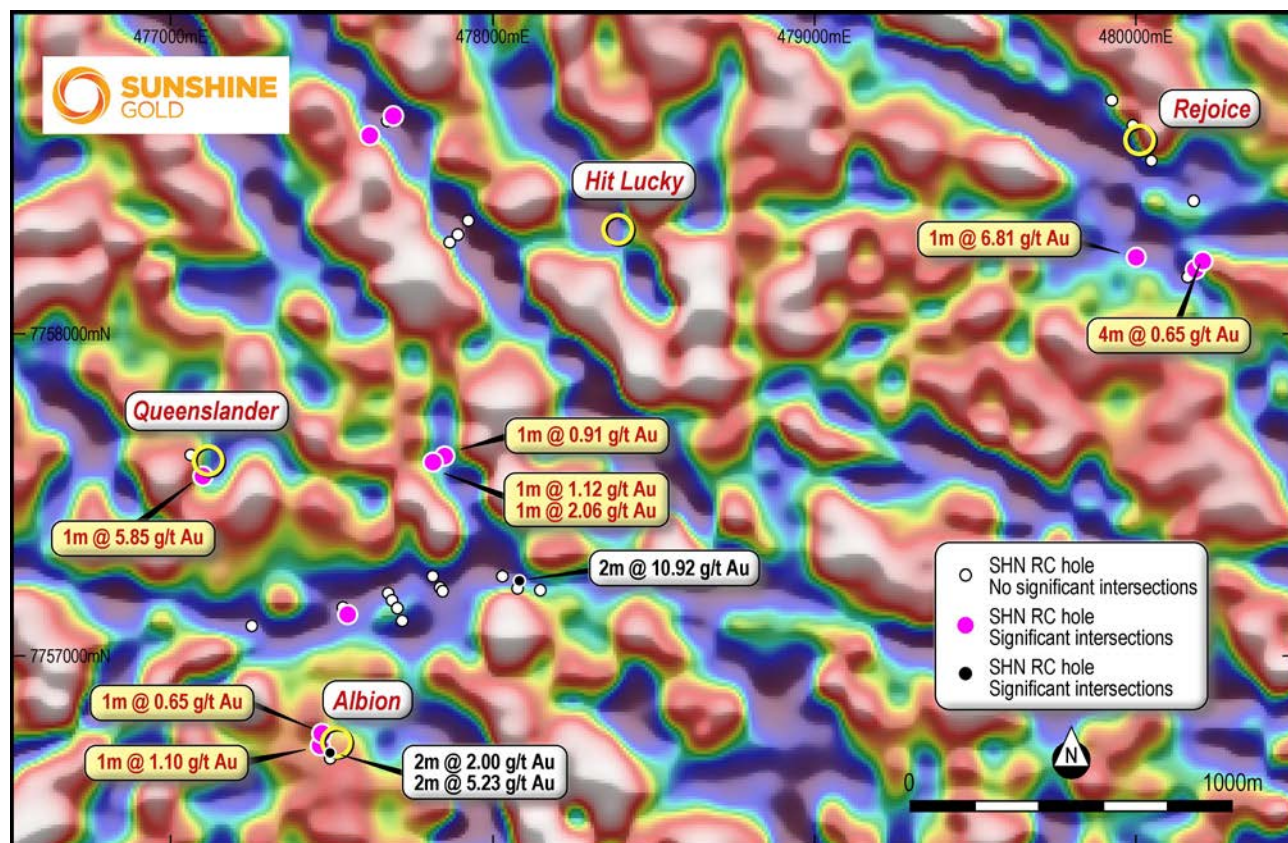 477000mE
478000mE
479000mE
480000mE
SUNSHINE
GOLD
Rejoice
Hit Lucky
1m @ 6.81 g/t Au
7758000mN
4m @ 0.65 g/t Au
Queenslander
1m @ 0.91 g/t Au
1m @ 1.12 g/t Au
1m @ 2.06 g/t Au
1m @ 5.85 g/t Au
2m @ 10.92 g/t Au
SHN RC hole
No significant intersections
SHN RC hole
Significant intersections
SHN RC hole
Significant intersections
7757000mN
1m @ 0.65 g/t Au
Albion
1m @ 1.10 g/t Au
2m @ 2.00 g/t Au
2m @ 5.23 g/t Au
N
0
1000m